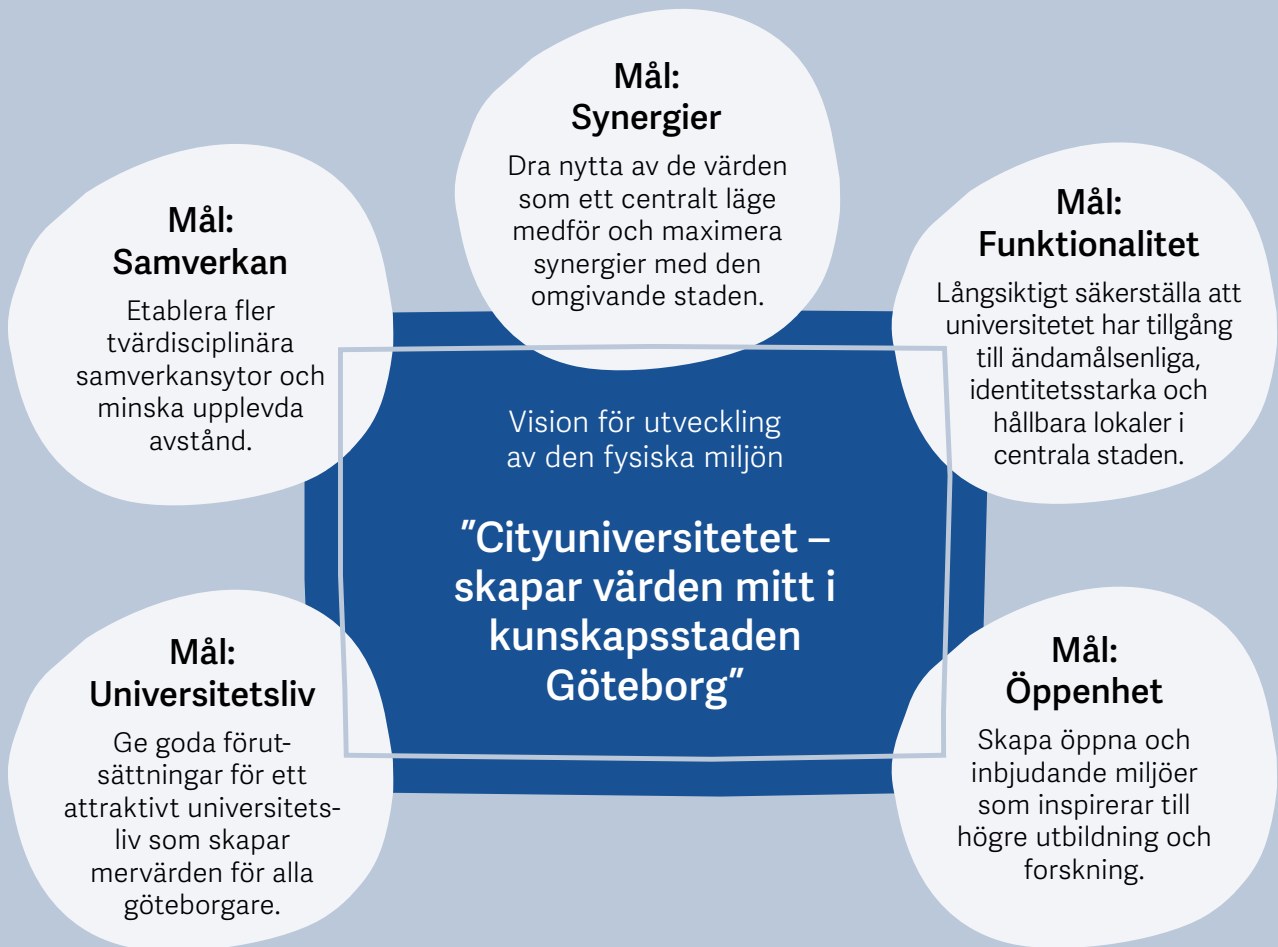 Mål:
Synergier
Dra nytta av de värden
som ett centralt läge
medför och maximera
synergier med den
omgivande staden.
Mål:
Samverkan
Etablera fler
tvärdisciplinära
samverkansytor och
minska upplevda
avstånd.
Mål:
Funktionalitet
Långsiktigt säkerställa att
universitetet har tillgång
till ändamålsenliga,
identitetsstarka och
hållbara lokaler i
centrala staden.
Vision för utveckling
av den fysiska miljön
”Cityuniversitetet –
skapar värden mitt i
kunskapsstaden
Göteborg”
Mål:
Universitetsliv
Ge goda förut-
sättningar för ett
attraktivt universitets-
liv som skapar
mervärden för alla
göteborgare.
Mål:
Öppenhet
Skapa öppna och
inbjudande miljöer
som inspirerar till
högre utbildning och
forskning.